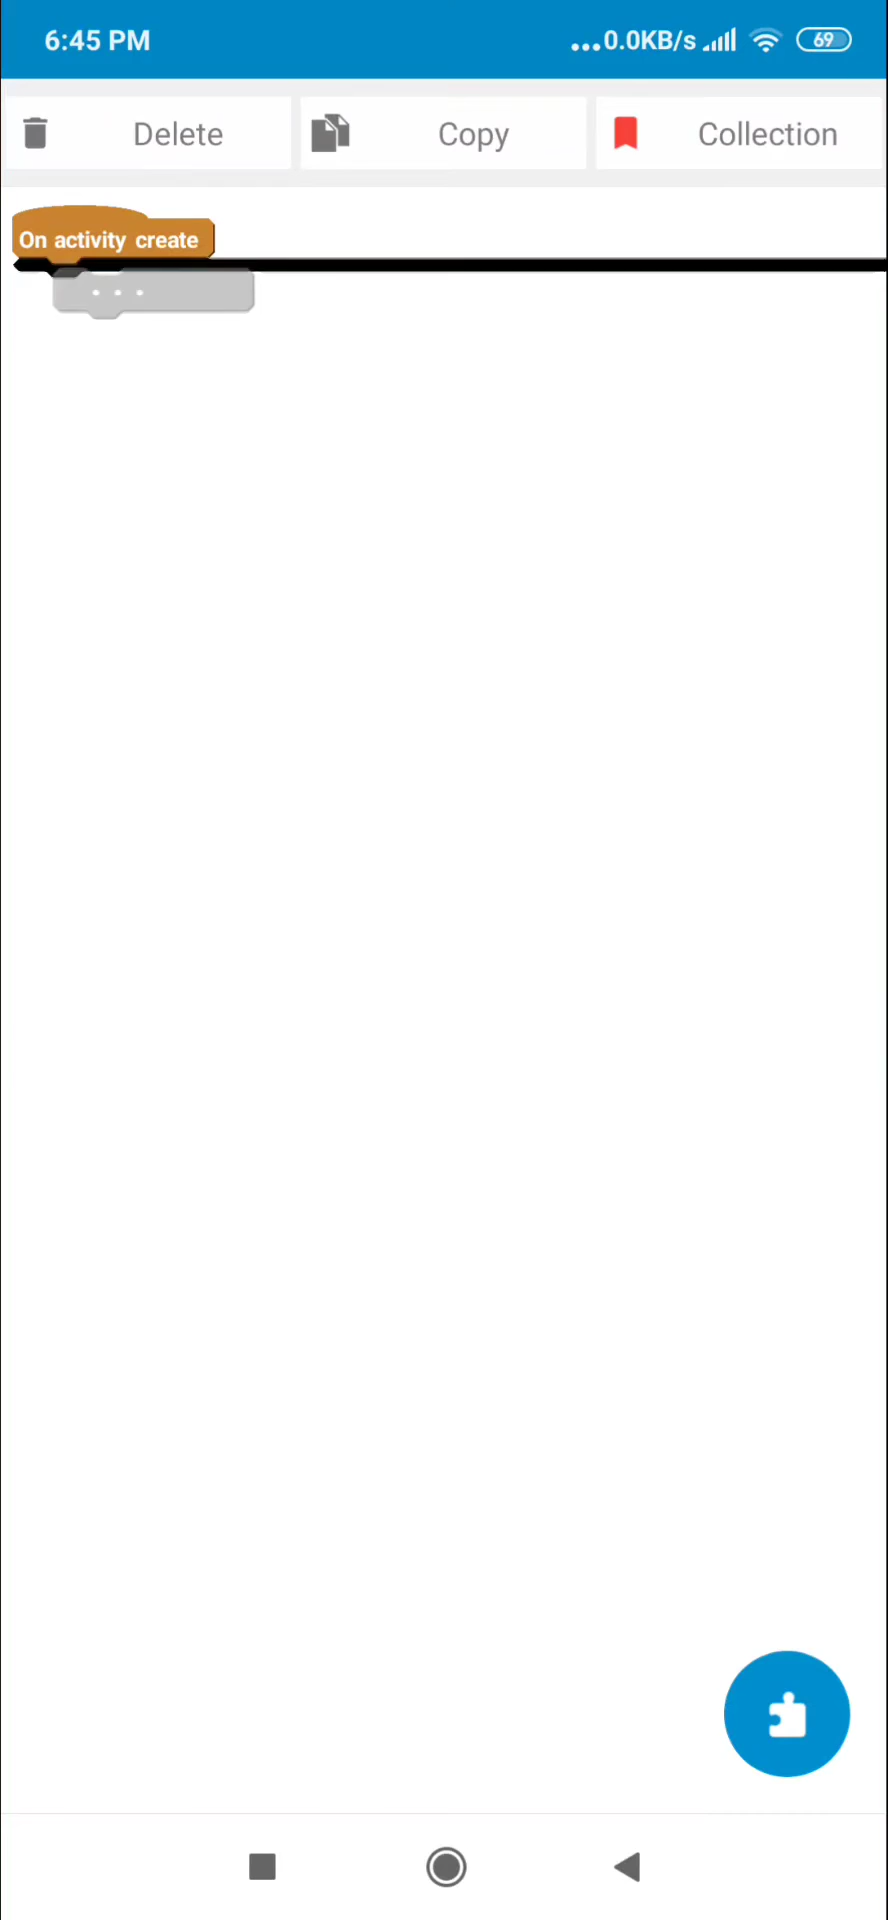 6:45 PM
...0.0KB/s
69
Delete
Copy
Collection
On activity create
...